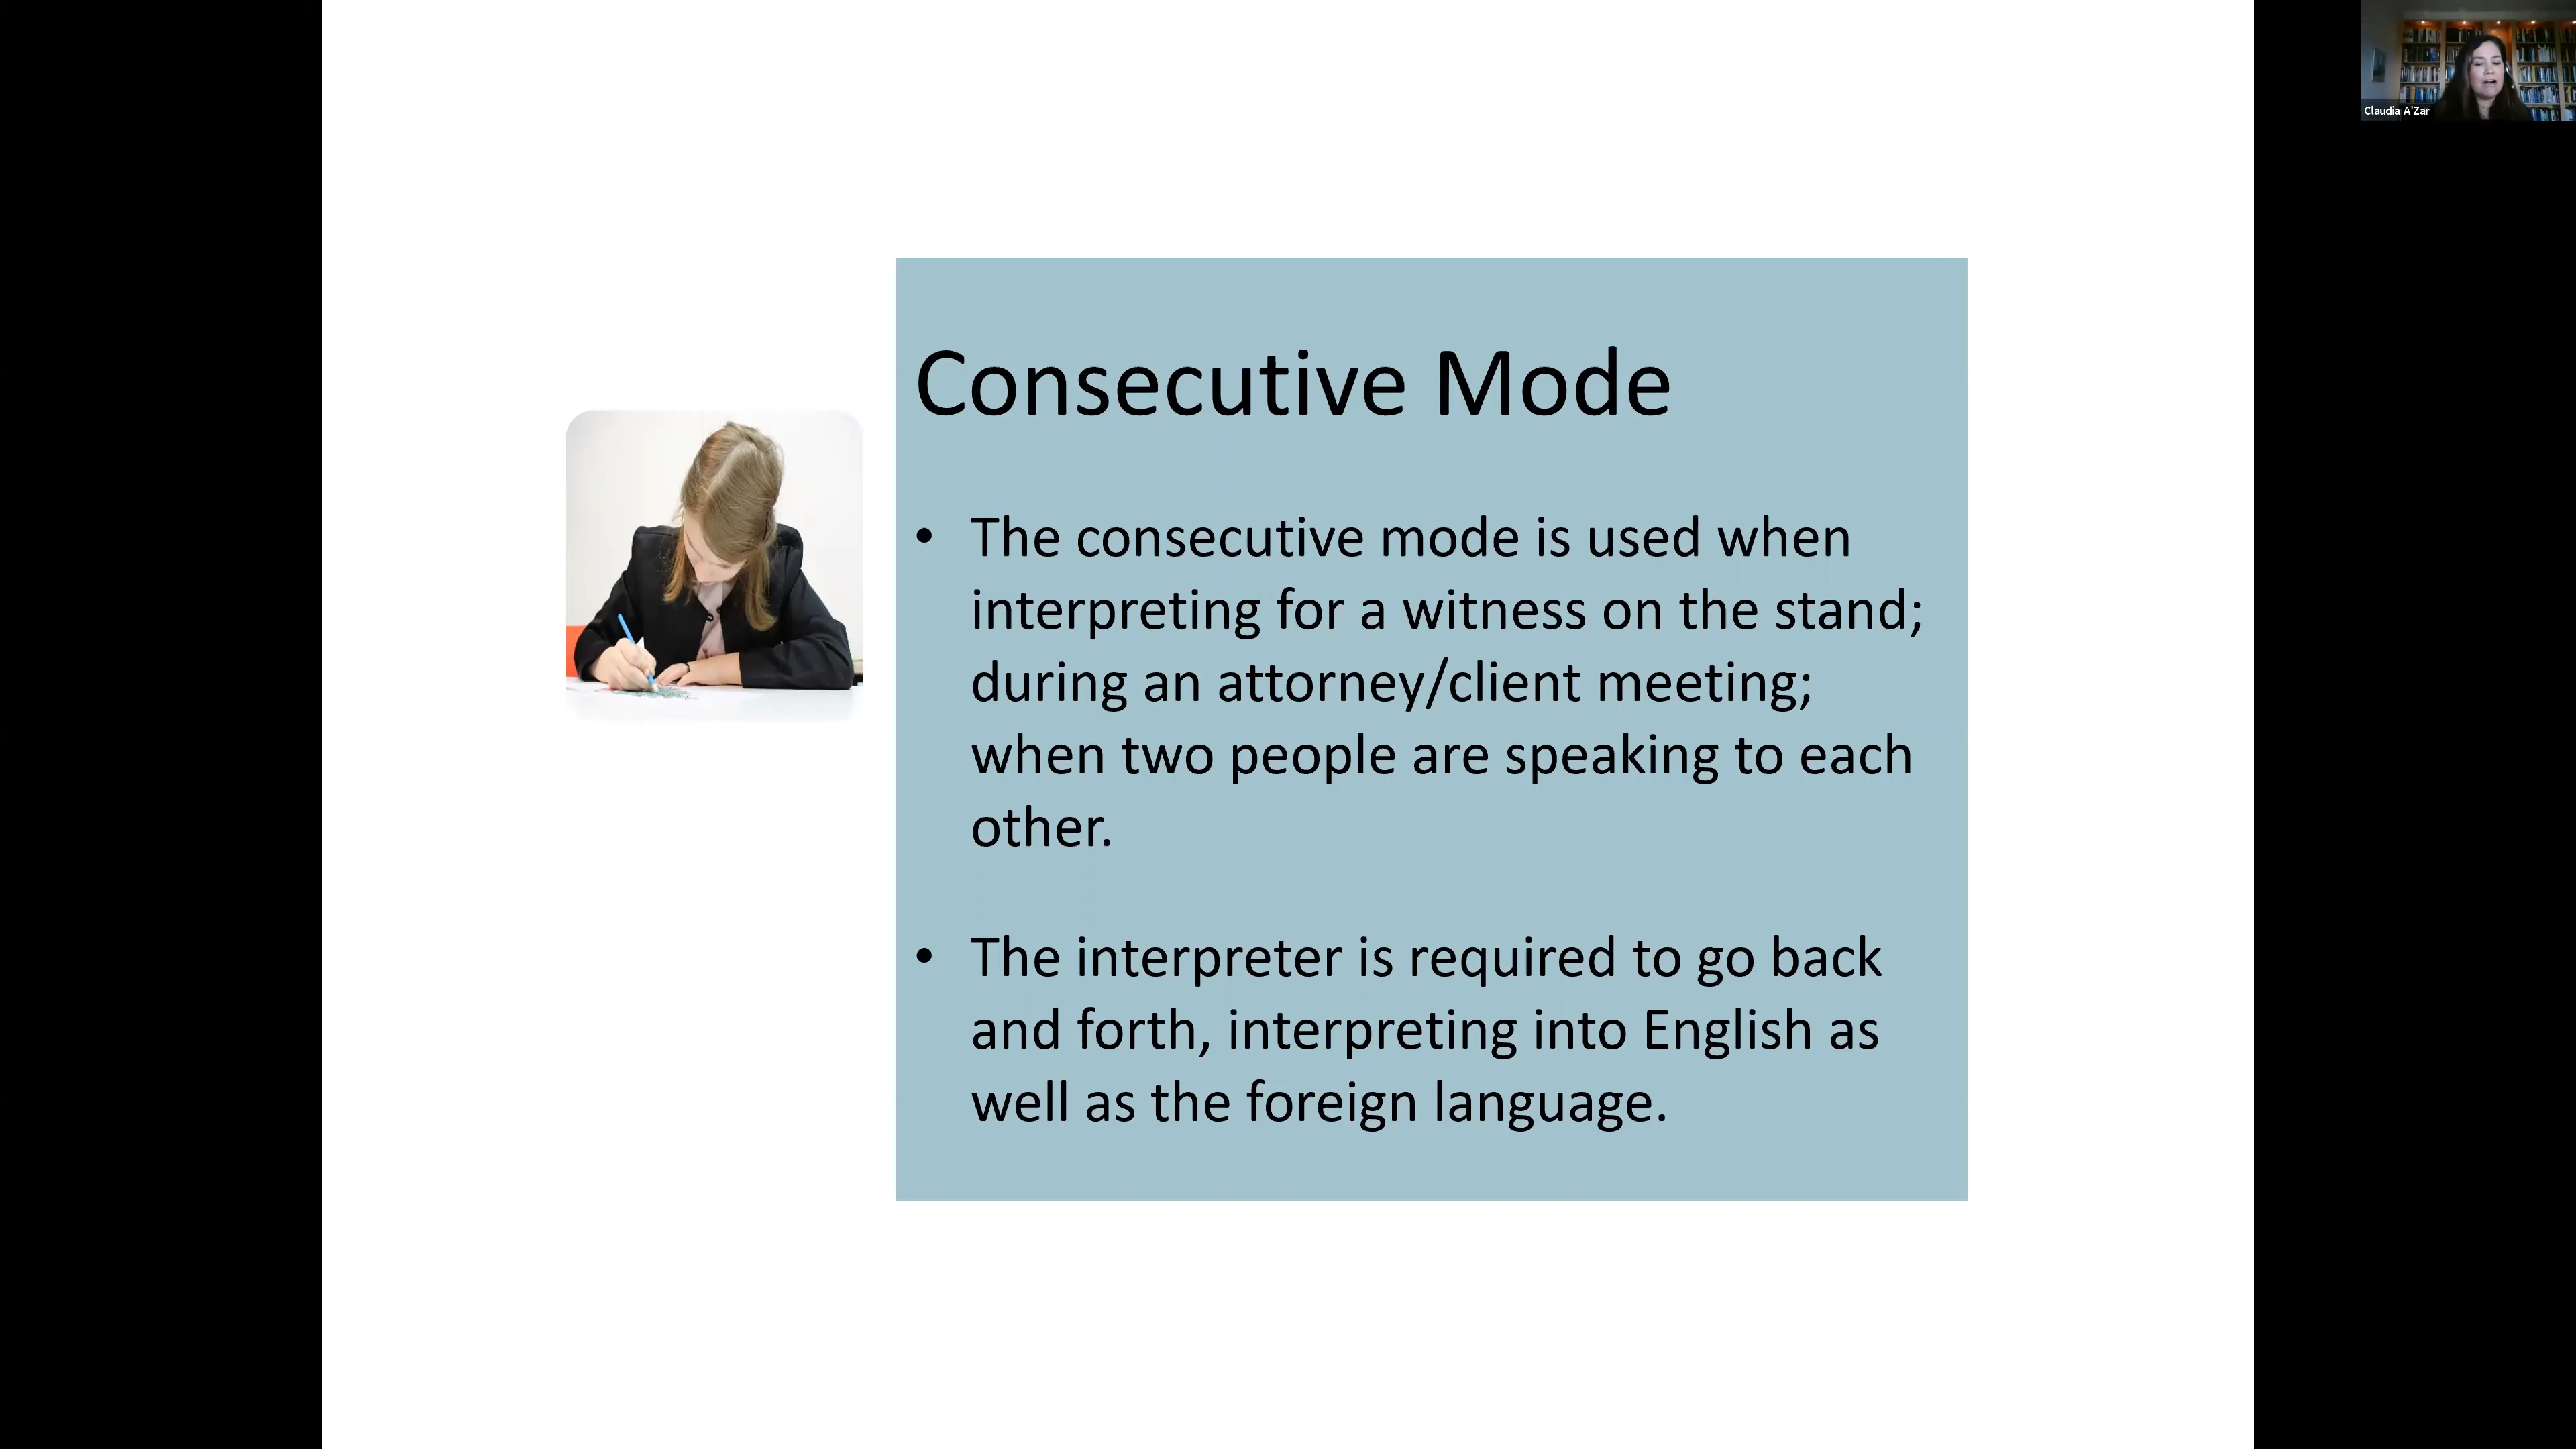 Claudia A'Zar
Consecutive Mode
• The consecutive mode is used when
interpreting for a witness on the stand;
during an attorney/client meeting;
when two people are speaking to each
other.
• The interpreter is required to go back
and forth, interpreting into English as
well as the foreign language.